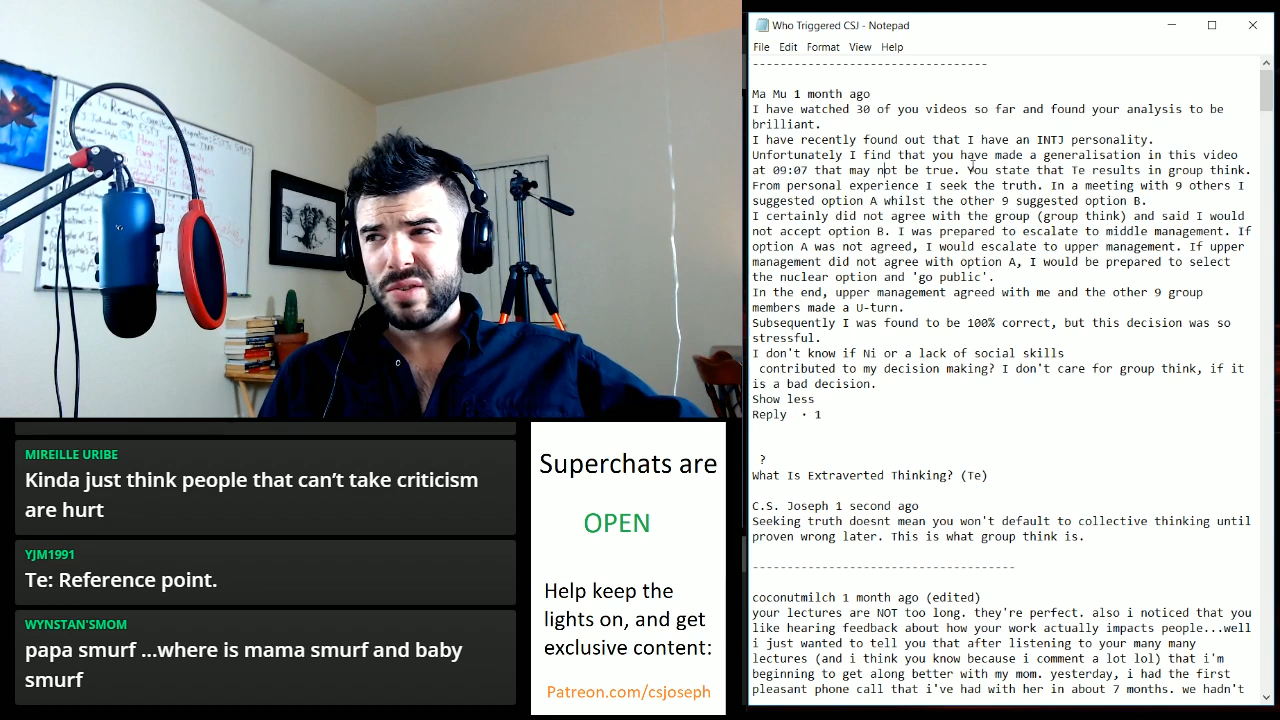 Who Triggered CSJ - Notepad
File Edit Format View Help
----------------------------------
Ma Mu 1 month ago
I have watched 30 of you videos so far and found your analysis to be
brilliant.
I have recently found out that I have an INTJ personality.
Unfortunately I find that you have made a generalisation in this video
at 09:07 that may not be true. You state that Te results in group think.
From personal experience I seek the truth. In a meeting with 9 others I
suggested option A whilst the other 9 suggested option B.
I certainly did not agree with the group (group think) and said I would
not accept option B. I was prepared to escalate to middle management. If
option A was not agreed, I would escalate to upper management. If upper
management did not agree with option A, I would be prepared to select
the nuclear option and 'go public'.
In the end, upper management agreed with me and the other 9 group
members made a U-turn.
Subsequently I was found to be 100% correct, but this decision was so
stressful.
I don't know if Ni or a lack of social skills
contributed to my decision making? I don't care for group think, if it
is a bad decision.
Show less
Reply · 1
?
What Is Extraverted Thinking? (Te)
C.S. Joseph 1 second ago
Seeking truth doesnt mean you won't default to collective thinking until
proven wrong later. This is what group think is.
--------------------------------------
coconutmilch 1 month ago (edited)
your lectures are NOT too long. they're perfect. also i noticed that you
like hearing feedback about how your work actually impacts people...well
i just wanted to tell you that after listening to your many many
lectures (and i think you know because i comment a lot lol) that i'm
beginning to get along better with my mom. yesterday, i had the first
pleasant phone call that i've had with her in about 7 months. we hadn't
MIREILLE URIBE
Kinda just think people that can't take criticism
are hurt
YJM1991
Te: Reference point.
WYNSTAN'SMOM
papa smurf ...where is mama smurf and baby
smurf
Superchats are
OPEN
Help keep the
lights on, and get
exclusive content:
Patreon.com/csjoseph